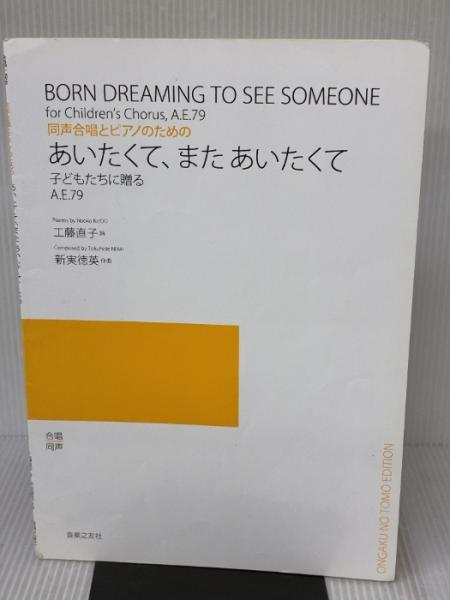 BORN DREAMING TO SEE SOMEONE
for Children's Chorus, A.E.79
同声合唱とピアノのための
あいたくて、また あいたくて
子どもたちに贈る
A.E.79
Poems by Naoko KUDO
工藤直子 詩
Composed by Tokuhide NIIMI
新実徳英 作曲
合唱
同声
音楽之友社
ONGAKU NO TOMO EDITION